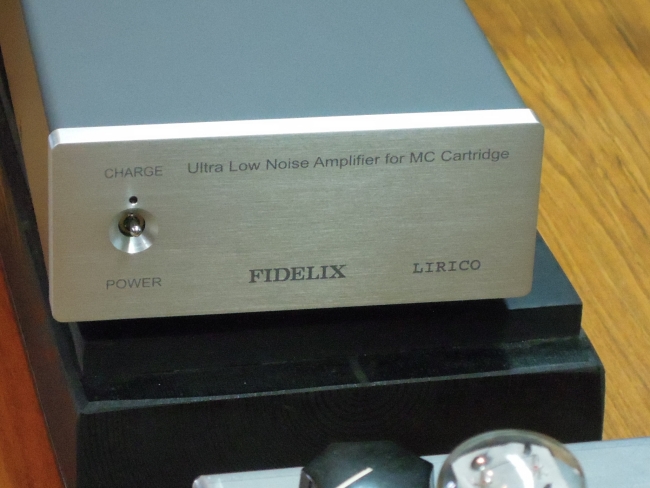 Ultra Low Noise Amplifier for MC Cartridge
CHARGE
POWER
FIDELIX
LIRICO